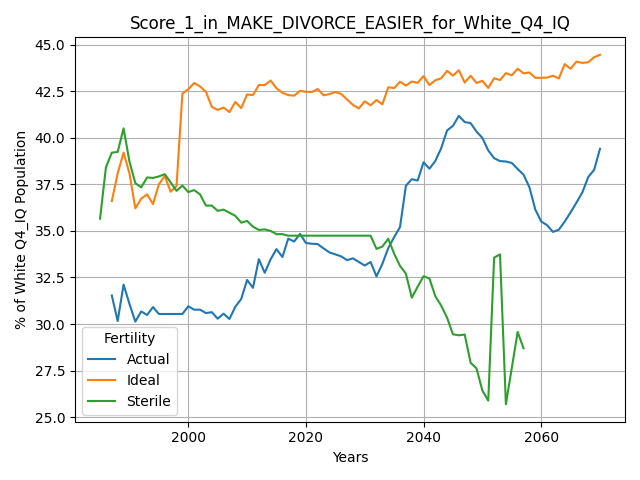 Score_1_in_MAKE_DIVORCE_EASIER_for_White_Q4_IQ
% of White Q4_IQ Population
45.0
42.5
40.0
37.5
35.0
32.5
30.0
27.5
25.0
Fertility
Actual
Ideal
Sterile
2000
2020
2040
2060
Years